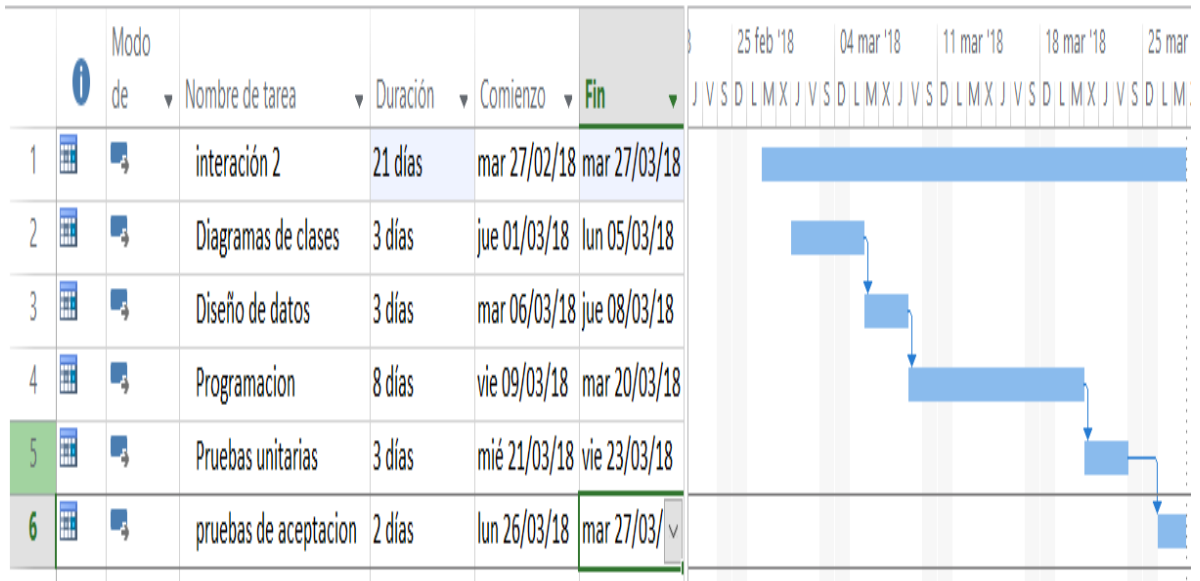 Modo
de Nombre de tarea Duración Comienzo Fin
3 25 feb '18 04 mar '18 11 mar '18 18 mar '18 25 mar
J V S D L M X J V S D L M X J V S D L M X J V S D L M X J V S D L M
1 interación 2 21 días mar 27/02/18 mar 27/03/18
2 Diagramas de clases 3 días jue 01/03/18 lun 05/03/18
3 Diseño de datos 3 días mar 06/03/18 jue 08/03/18
4 Programacion 8 días vie 09/03/18 mar 20/03/18
5 Pruebas unitarias 3 días mié 21/03/18 vie 23/03/18
6 pruebas de aceptacion 2 días lun 26/03/18 mar 27/03/